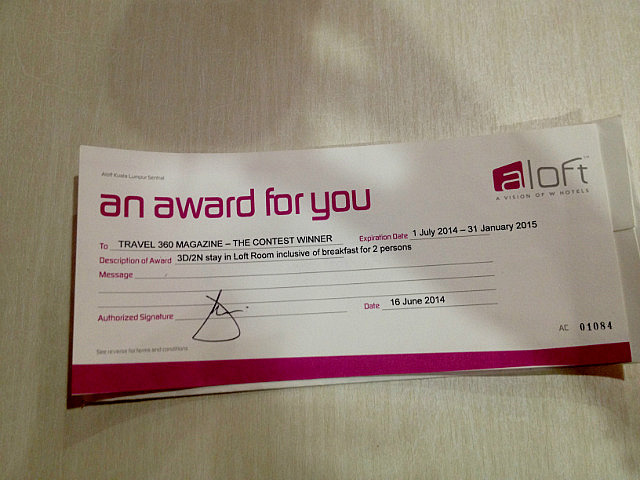 Aloft Kuala Lumpur Sentral
aloft™
A VISION OF W HOTELS
an award for you
To TRAVEL 360 MAGAZINE – THE CONTEST WINNER Expiration Date 1 July 2014 – 31 January 2015
Description of Award 3D/2N stay in Loft Room inclusive of breakfast for 2 persons
Message
Authorized Signature Date 16 June 2014
AC 01084
See reverse for terms and conditions